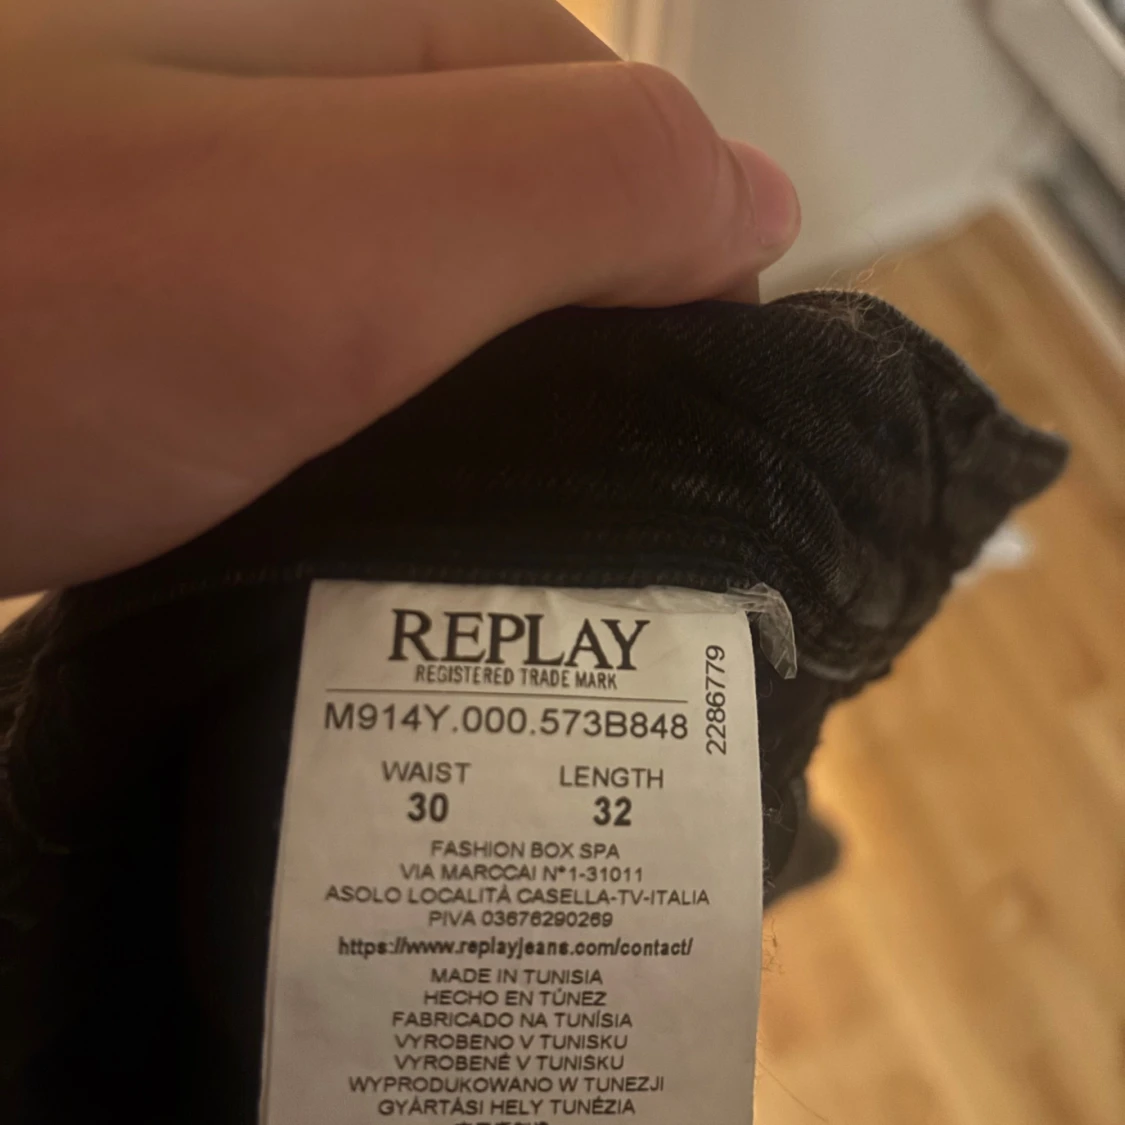 REPLAY
REGISTERED TRADE MARK
M914Y.000.573B848
2286779
WAIST LENGTH
30 32
FASHION BOX SPA
VIA MARCCAI N°1-31011
ASOLO LOCALITÀ CASELLA-TV-ITALIA
PIVA 03676290269
https://www.replayjeans.com/contact/
MADE IN TUNISIA
HECHO EN TÚNEZ
FABRICADO NA TUNÍSIA
VYROBENO V TUNISKU
VYROBENÉ V TUNISKU
WYPRODUKOWANO W TUNEZJI
GYÁRTÁSI HELY TUNÉZIA